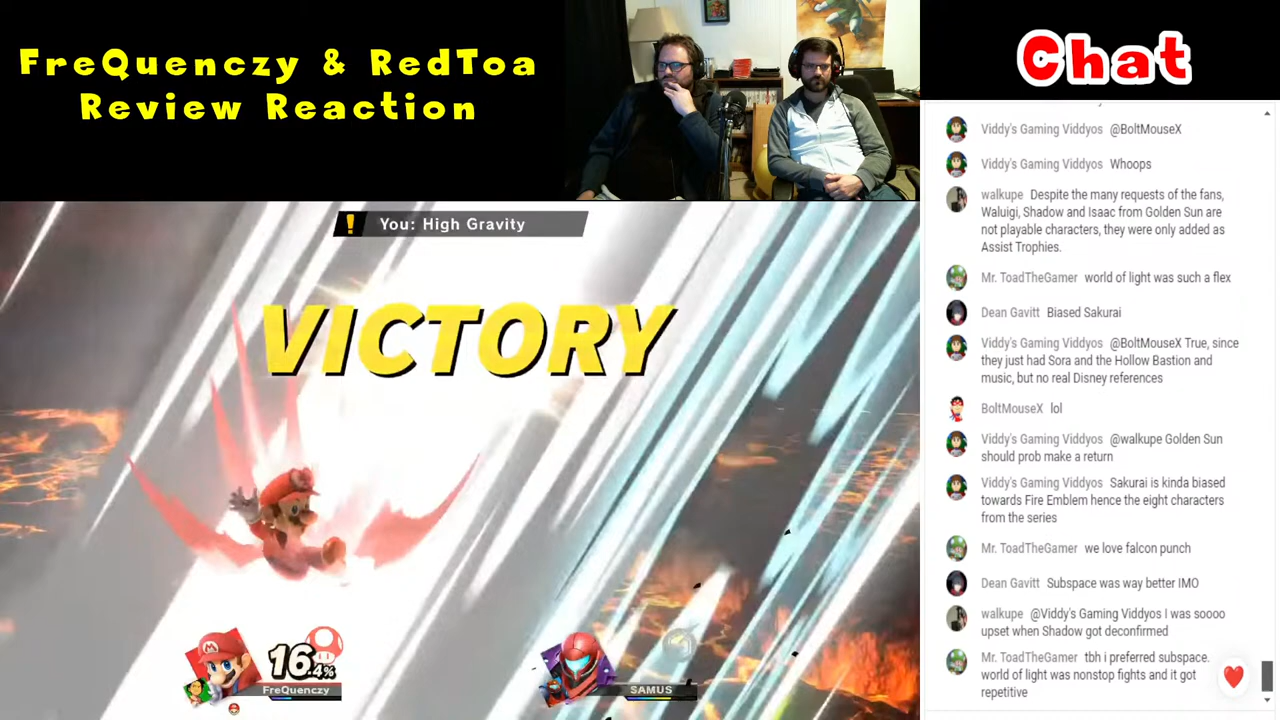 FreQuenczy & RedToa
Review Reaction
Chat
You: High Gravity
VICTORY
16.4%
FreQuenczy
SAMUS
Viddy's Gaming Viddyos @BoltMouseX
Viddy's Gaming Viddyos Whoops
walkupe Despite the many requests of the fans,
Waluigi, Shadow and Isaac from Golden Sun are
not playable characters, they were only added as
Assist Trophies.
Mr. ToadTheGamer world of light was such a flex
Dean Gavitt Biased Sakurai
Viddy's Gaming Viddyos @BoltMouseX True, since
they just had Sora and the Hollow Bastion and
music, but no real Disney references
BoltMouseX lol
Viddy's Gaming Viddyos @walkupe Golden Sun
should prob make a return
Viddy's Gaming Viddyos Sakurai is kinda biased
towards Fire Emblem hence the eight characters
from the series
Mr. ToadTheGamer we love falcon punch
Dean Gavitt Subspace was way better IMO
walkupe @Viddy's Gaming Viddyos I was soooo
upset when Shadow got deconfirmed
Mr. ToadTheGamer tbh i preferred subspace.
world of light was nonstop fights and it got
repetitive